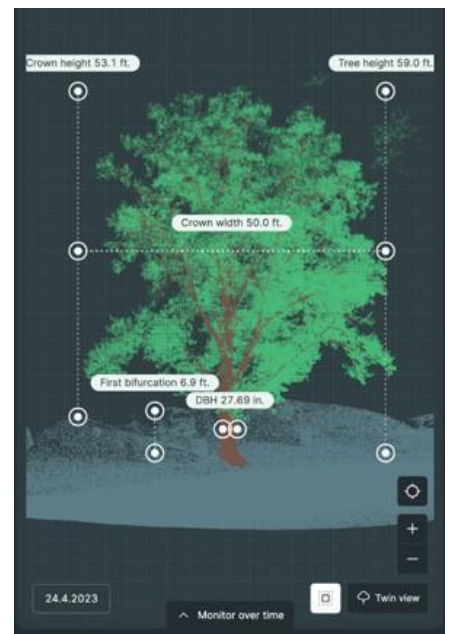 Crown height 53.1 ft.
Tree height 59.0 ft.
Crown width 50.0 ft.
First bifurcation 6.9 ft.
DBH 27.69 in.
24.4.2023
Twin view
Monitor over time